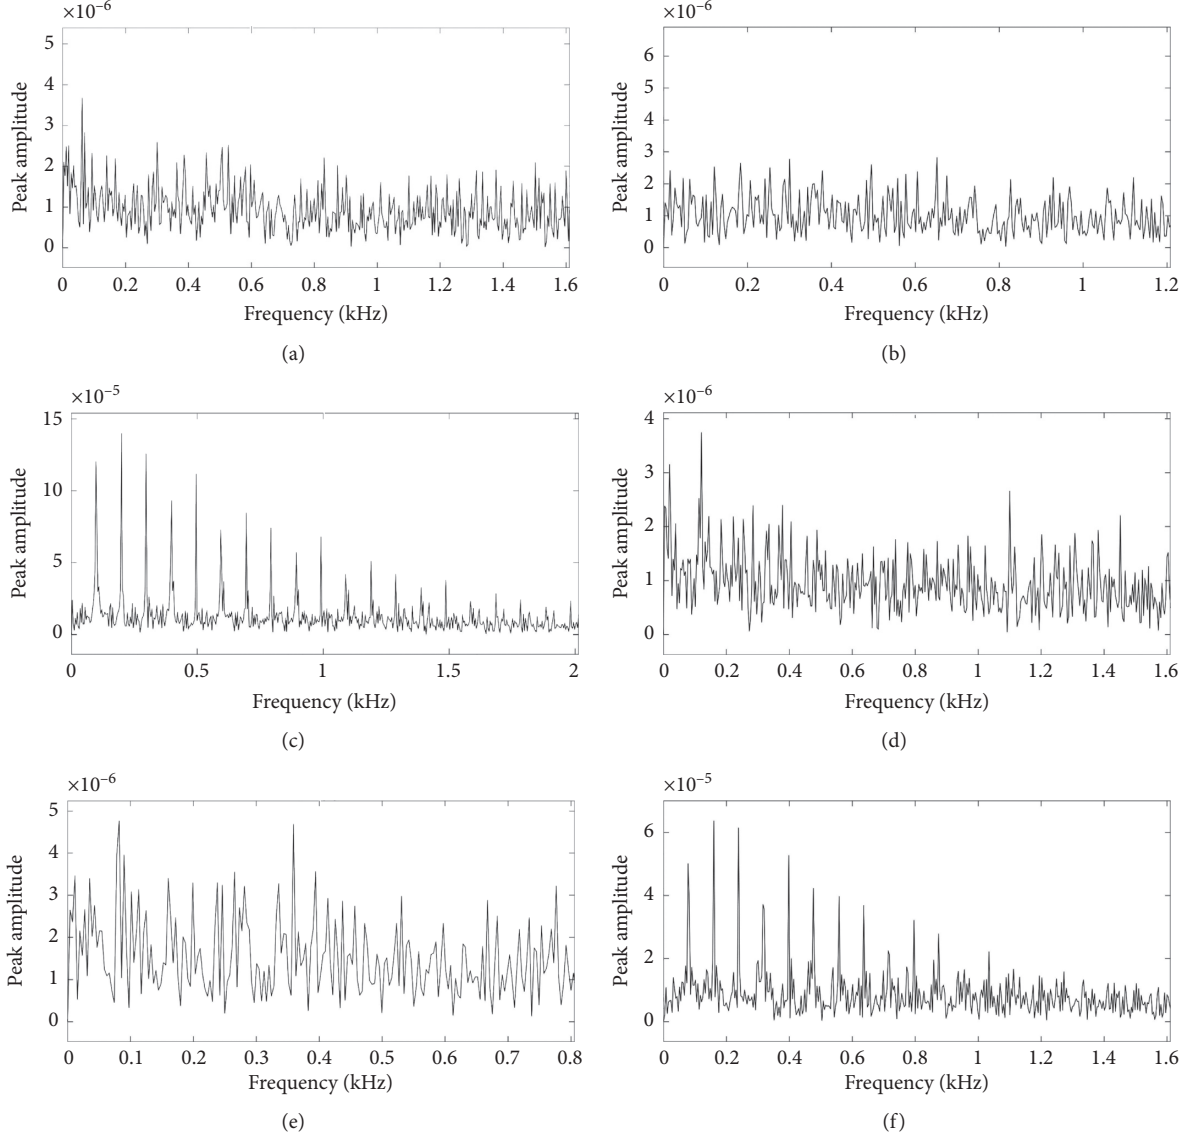 ×10–6
5
4
3
2
1
0
Peak amplitude
0 0.2 0.4 0.6 0.8 1 1.2 1.4 1.6
Frequency (kHz)
(a)
×10–6
6
5
4
3
2
1
0
Peak amplitude
0 0.2 0.4 0.6 0.8 1 1.2
Frequency (kHz)
(b)
×10–5
15
10
5
0
Peak amplitude
0 0.5 1 1.5 2
Frequency (kHz)
(c)
×10–6
4
3
2
1
0
Peak amplitude
0 0.2 0.4 0.6 0.8 1 1.2 1.4 1.6
Frequency (kHz)
(d)
×10–6
5
4
3
2
1
0
Peak amplitude
0 0.1 0.2 0.3 0.4 0.5 0.6 0.7 0.8
Frequency (kHz)
(e)
×10–5
6
4
2
0
Peak amplitude
0 0.2 0.4 0.6 0.8 1 1.2 1.4 1.6
Frequency (kHz)
(f)